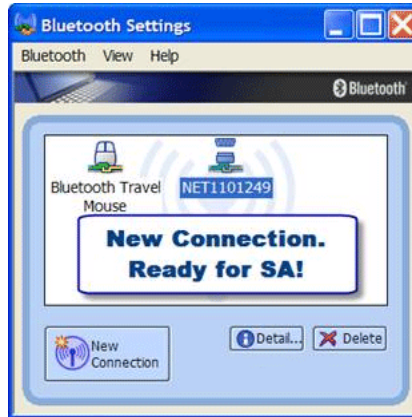 Bluetooth Settings
Bluetooth View Help
Bluetooth
Bluetooth Travel
Mouse
NET1101249
New Connection.
Ready for SA!
New
Connection
Detail...
Delete